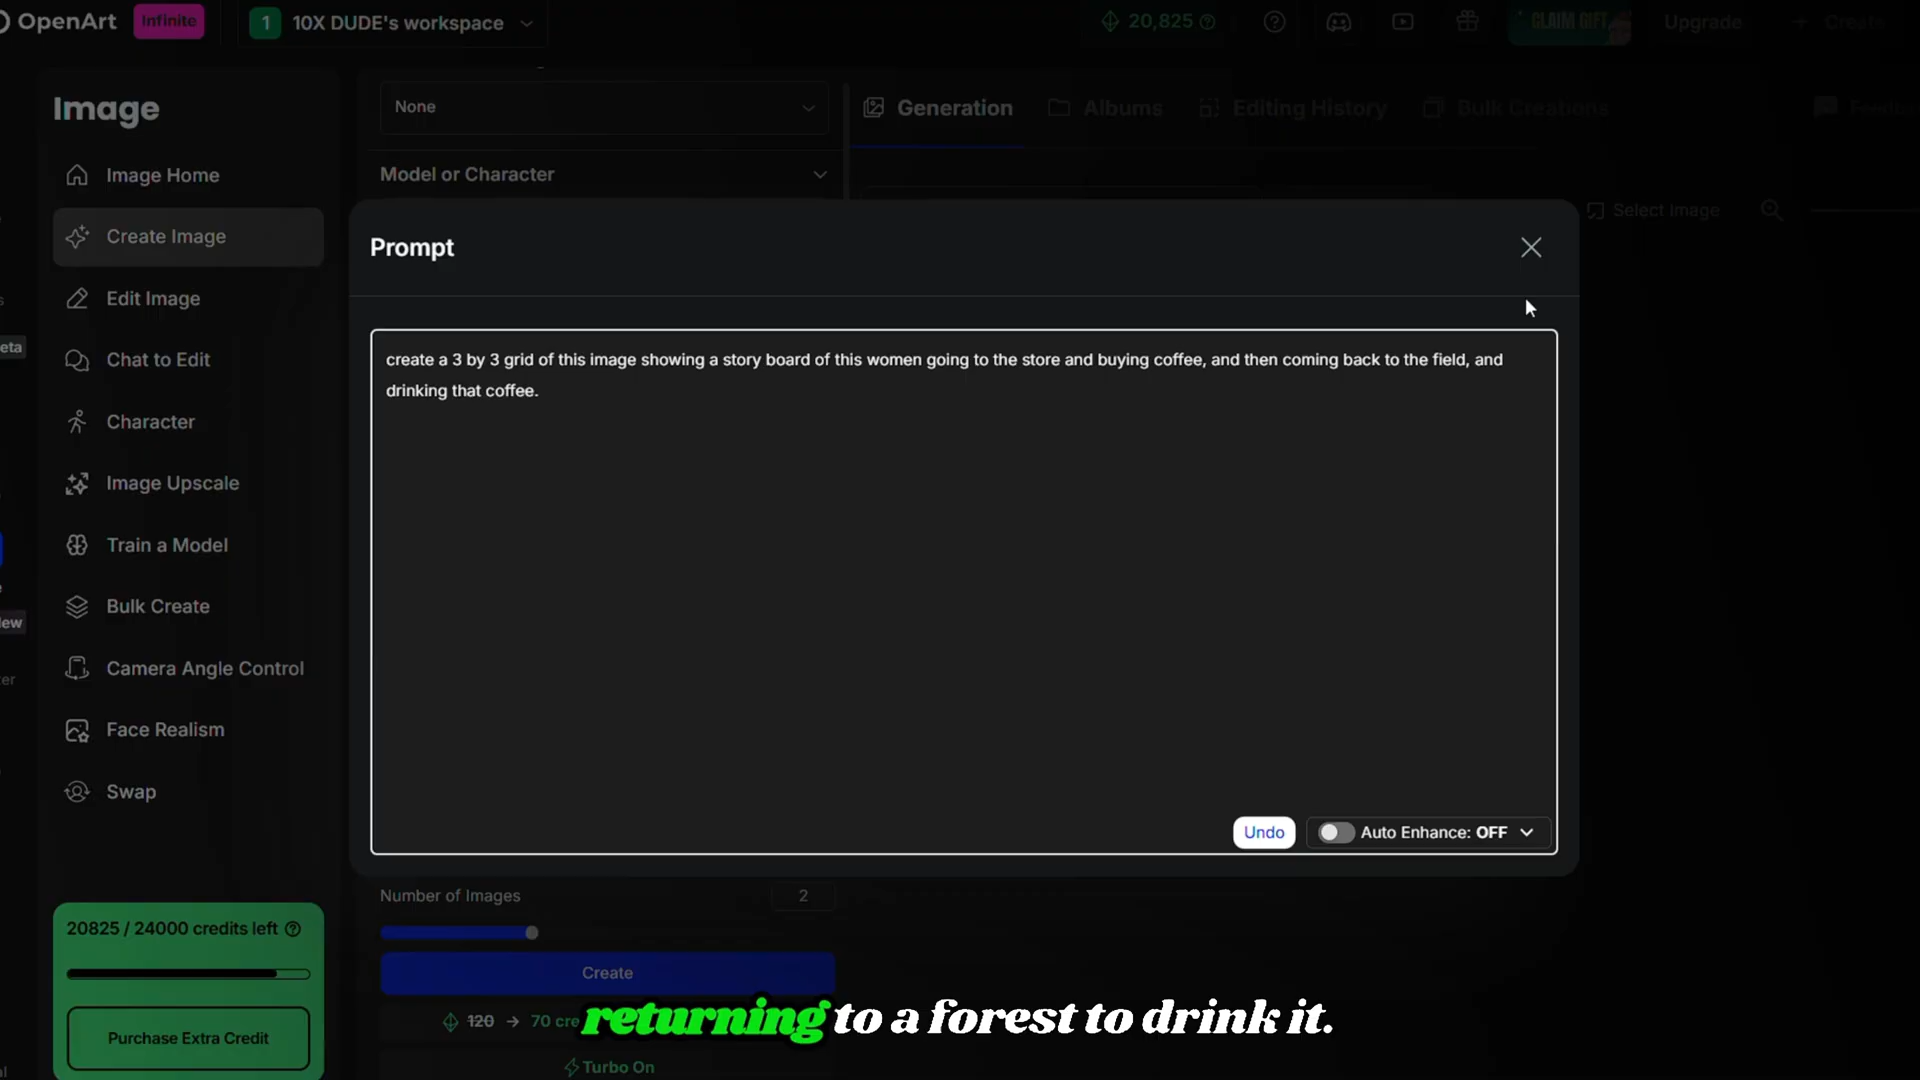 OpenArt Infinite 1 10X DUDE's workspace 20,825 CLAIM GIFT Upgrade Create
Image
Image Home
Create Image
Edit Image
Chat to Edit
Character
Image Upscale
Train a Model
Bulk Create
Camera Angle Control
Face Realism
Swap
20825 / 24000 credits left
Purchase Extra Credit
None
Model or Character
Generation Albums Editing History Bulk Creations
Select Image
Prompt
create a 3 by 3 grid of this image showing a story board of this women going to the store and buying coffee, and then coming back to the field, and
drinking that coffee.
Undo Auto Enhance: OFF
Number of Images 2
Create
120 → 70 cre
returning to a forest to drink it.
Turbo On